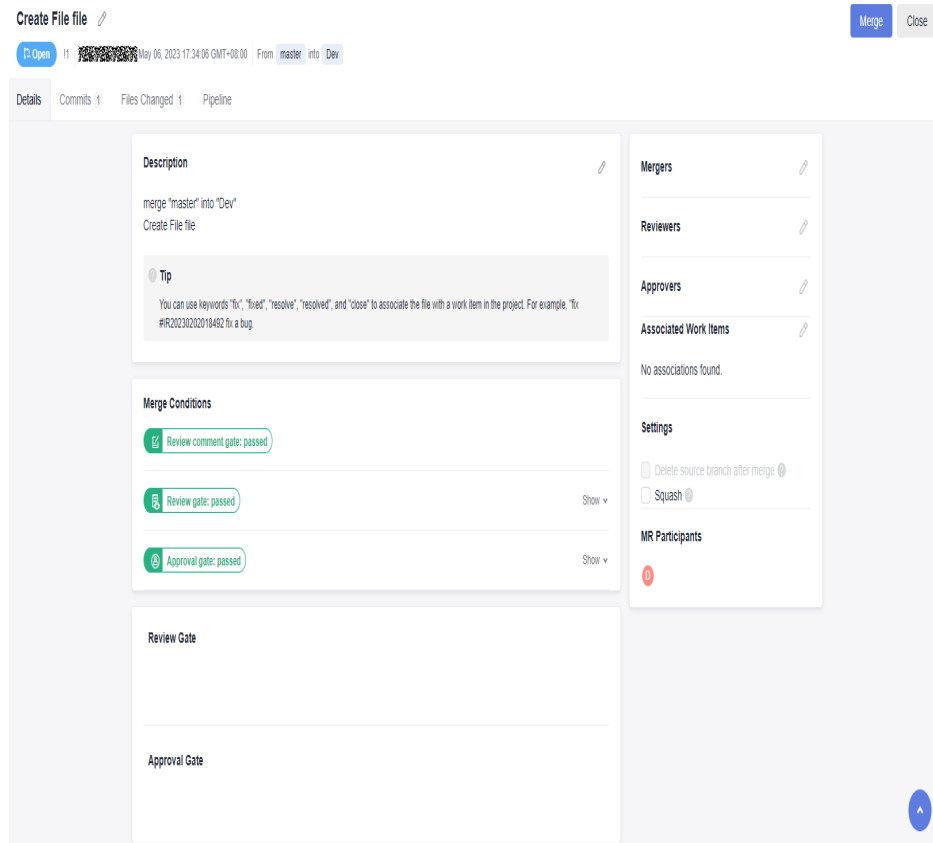 Create File file
Merge
Close
Open !1 May 06, 2023 17:34:06 GMT+08:00 From master into Dev
Details Commits 1 Files Changed 1 Pipeline
Description
merge "master" into "Dev"
Create File file
Tip
You can use keywords "fix", "fixed", "resolve", "resolved", and "close" to associate the file with a work item in the project. For example, "fix
#IR20230202018492 fix a bug.
Merge Conditions
Review comment gate: passed
Review gate: passed
Show
Approval gate: passed
Show
Review Gate
Approval Gate
Mergers
Reviewers
Approvers
Associated Work Items
No associations found.
Settings
Delete source branch after merge
Squash
MR Participants
D